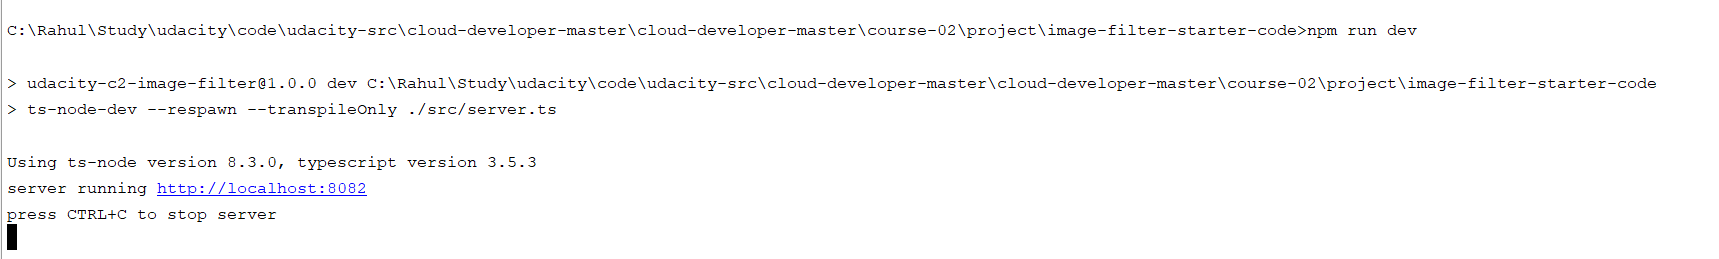 C:\Rahul\Study\udacity\code\udacity-src\cloud-developer-master\cloud-developer-master\course-02\project\image-filter-starter-code>npm run dev
> udacity-c2-image-filter@1.0.0 dev C:\Rahul\Study\udacity\code\udacity-src\cloud-developer-master\cloud-developer-master\course-02\project\image-filter-starter-code
> ts-node-dev --respawn --transpileOnly ./src/server.ts
Using ts-node version 8.3.0, typescript version 3.5.3
server running http://localhost:8082
press CTRL+C to stop server